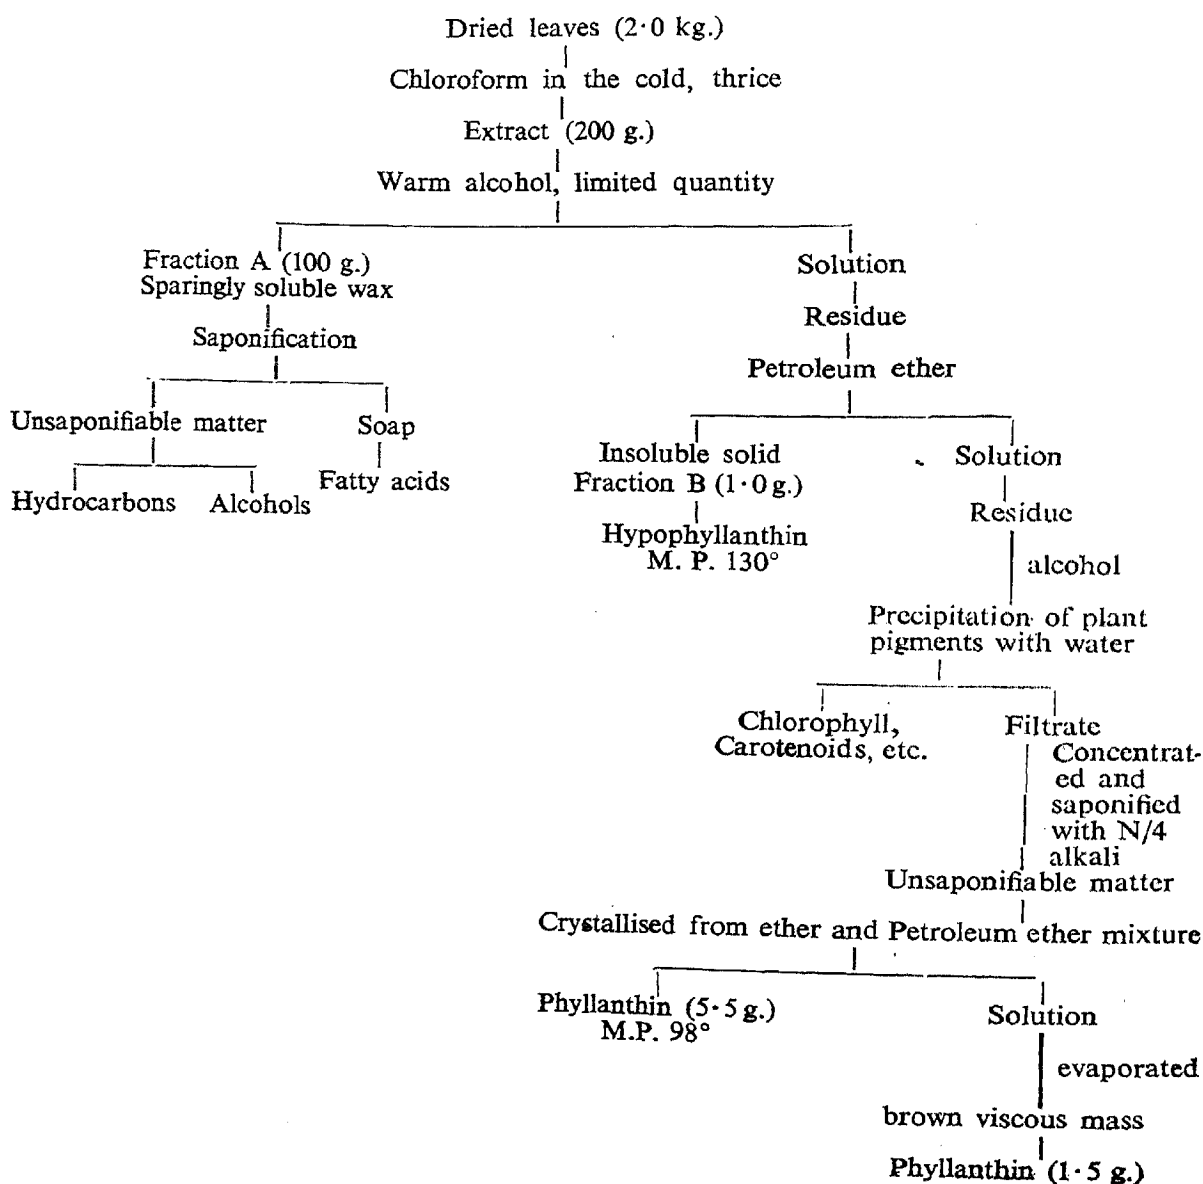 Dried leaves (2·0 kg.)
Chloroform in the cold, thrice
Extract (200 g.)
Warm alcohol, limited quantity
Fraction A (100 g.)
Sparingly soluble wax
Saponification
Unsaponifiable matter
Soap
Hydrocarbons
Alcohols
Fatty acids
Solution
Residue
Petroleum ether
Insoluble solid
Fraction B (1·0 g.)
Hypophyllanthin
M. P. 130°
Solution
Residue
alcohol
Precipitation of plant
pigments with water
Chlorophyll,
Carotenoids, etc.
Filtrate
Concentrat-
ed and
saponified
with N/4
alkali
Unsaponifiable matter
Crystallised from ether and Petroleum ether mixture
Phyllanthin (5·5 g.)
M.P. 98°
Solution
evaporated
brown viscous mass
Phyllanthin (1·5 g.)